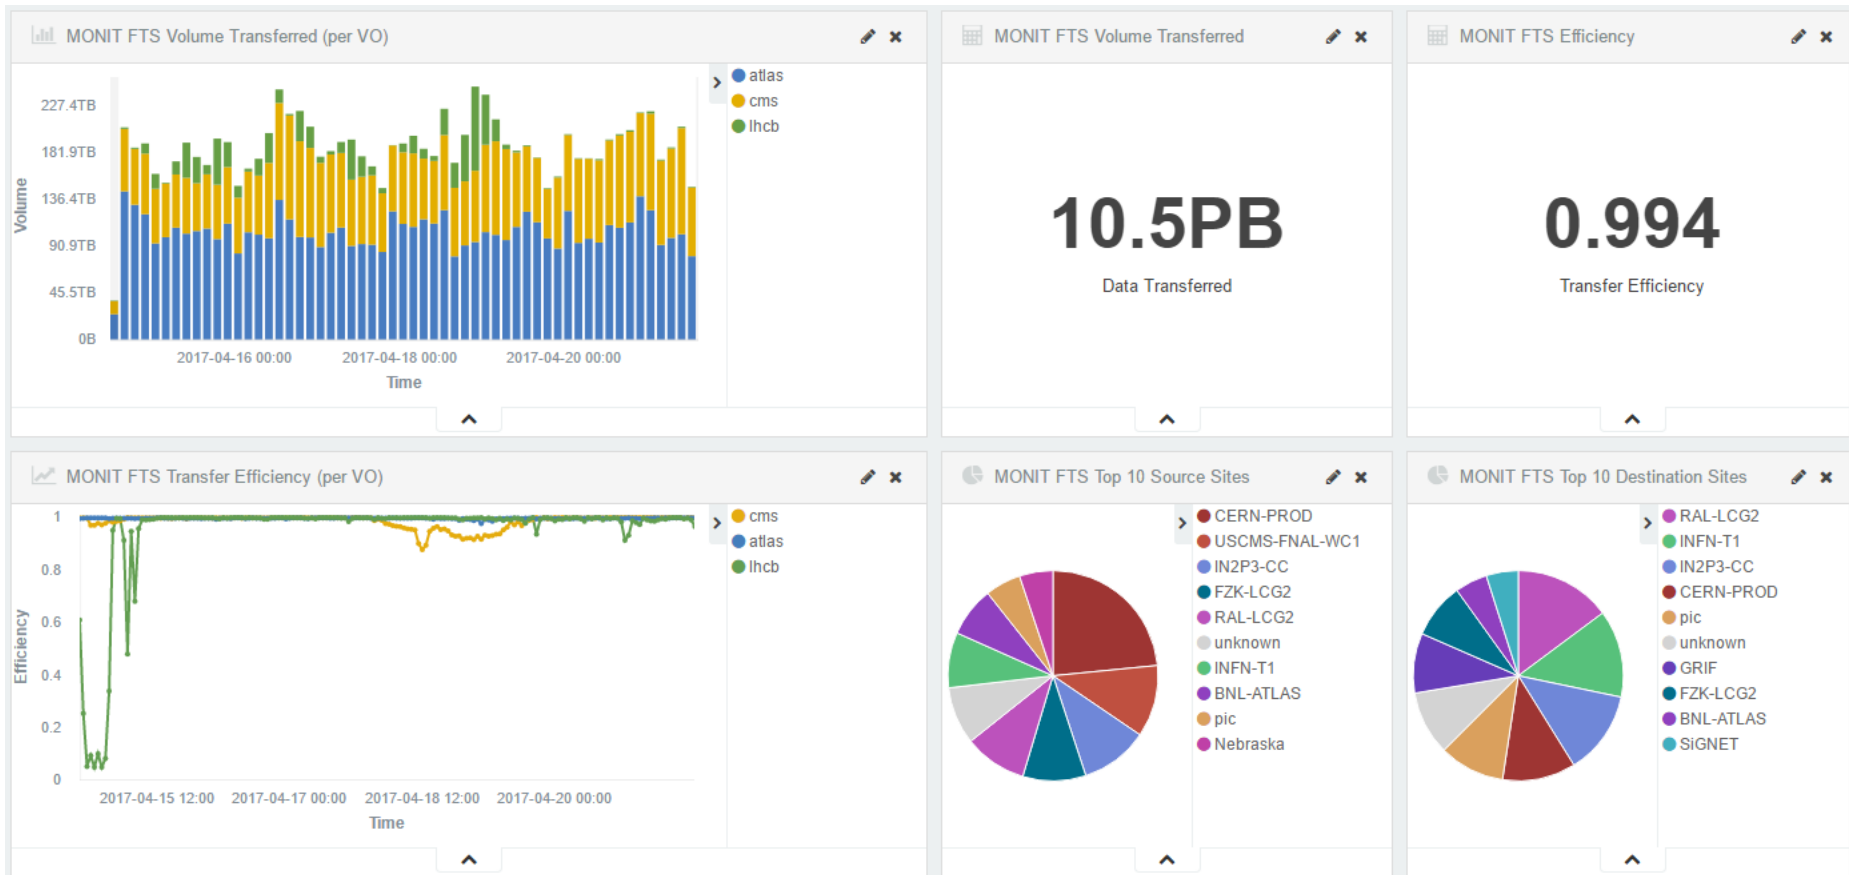 MONIT FTS Volume Transferred (per VO)
227.4TB
181.9TB
136.4TB
90.9TB
45.5TB
0B
Volume
2017-04-16 00:00
2017-04-18 00:00
2017-04-20 00:00
Time
atlas
cms
lhcb
MONIT FTS Volume Transferred
10.5PB
Data Transferred
MONIT FTS Efficiency
0.994
Transfer Efficiency
MONIT FTS Transfer Efficiency (per VO)
1
0.8
0.6
0.4
0.2
0
Efficiency
2017-04-15 12:00
2017-04-17 00:00
2017-04-18 12:00
2017-04-20 00:00
Time
cms
atlas
lhcb
MONIT FTS Top 10 Source Sites
CERN-PROD
USCMS-FNAL-WC1
IN2P3-CC
FZK-LCG2
RAL-LCG2
unknown
INFN-T1
BNL-ATLAS
pic
Nebraska
MONIT FTS Top 10 Destination Sites
RAL-LCG2
INFN-T1
IN2P3-CC
CERN-PROD
pic
unknown
GRIF
FZK-LCG2
BNL-ATLAS
SiGNET